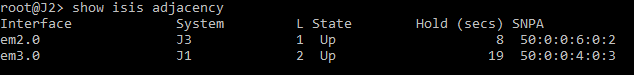 root@J2> show isis adjacency
Interface             System         L State        Hold (secs) SNPA
em2.0                 J3             1  Up                    8  50:0:0:6:0:2
em3.0                 J1             2  Up                   19  50:0:0:4:0:3